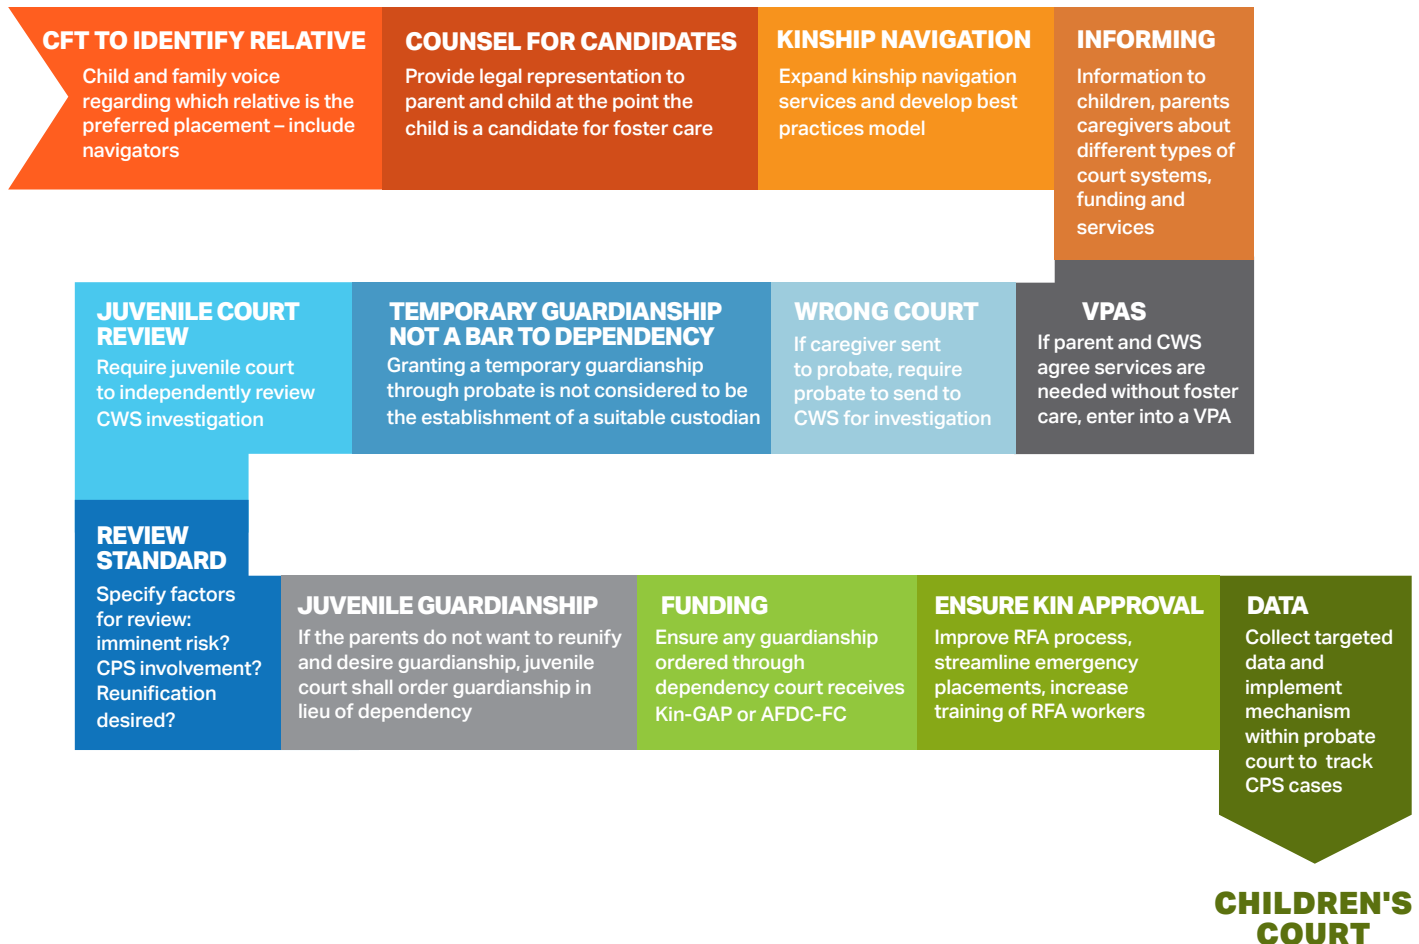 CFT TO IDENTIFY RELATIVE
Child and family voice
regarding which relative is the
preferred placement – include
navigators
COUNSEL FOR CANDIDATES
Provide legal representation to
parent and child at the point the
child is a candidate for foster care
KINSHIP NAVIGATION
Expand kinship navigation
services and develop best
practices model
INFORMING
Information to
children, parents
caregivers about
different types of
court systems,
funding and
services
VPAS
If parent and CWS
agree services are
needed without foster
care, enter into a VPA
WRONG COURT
If caregiver sent
to probate, require
probate to send to
CWS for investigation
TEMPORARY GUARDIANSHIP
NOT A BAR TO DEPENDENCY
Granting a temporary guardianship
through probate is not considered to be
the establishment of a suitable custodian
JUVENILE COURT
REVIEW
Require juvenile court
to independently review
CWS investigation
REVIEW
STANDARD
Specify factors
for review:
imminent risk?
CPS involvement?
Reunification
desired?
JUVENILE GUARDIANSHIP
If the parents do not want to reunify
and desire guardianship, juvenile
court shall order guardianship in
lieu of dependency
FUNDING
Ensure any guardianship
ordered through
dependency court receives
Kin-GAP or AFDC-FC
ENSURE KIN APPROVAL
Improve RFA process,
streamline emergency
placements, increase
training of RFA workers
DATA
Collect targeted
data and
implement
mechanism
within probate
court to track
CPS cases
CHILDREN'S
COURT